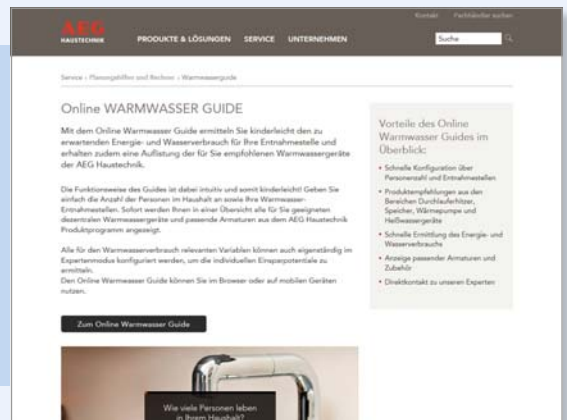 Kontakt Fachhändler suchen
AEG
HAUSTECHNIK
PRODUKTE & LÖSUNGEN SERVICE UNTERNEHMEN
Suche
Service › Planungshilfen und Rechner › Warmwasserguide
Online WARMWASSER GUIDE
Mit dem Online Warmwasser Guide ermitteln Sie kinderleicht den zu
erwartenden Energie- und Wasserverbrauch für Ihre Entnahmestelle und
erhalten zudem eine Auflistung der für Sie empfohlenen Warmwassergeräte
der AEG Haustechnik.
Die Funktionsweise des Guides ist dabei intuitiv und somit kinderleicht! Geben Sie
einfach die Anzahl der Personen im Haushalt an sowie Ihre Warmwasser-
Entnahmestellen. Sofort werden Ihnen in einer Übersicht alle für Sie geeigneten
dezentralen Warmwassergeräte und passende Armaturen aus dem AEG Haustechnik
Produktprogramm angezeigt.
Alle für den Warmwasserverbrauch relevanten Variablen können auch eigenständig im
Expertenmodus konfiguriert werden, um die individuellen Einsparpotentiale zu
ermitteln.
Den Online Warmwasser Guide können Sie im Browser oder auf mobilen Geräten
nutzen.
Zum Online Warmwasser Guide
Wie viele Personen leben
in Ihrem Haushalt?
Vorteile des Online
Warmwasser Guides im
Überblick:
• Schnelle Konfiguration über
Personenzahl und Entnahmestellen
• Produktempfehlungen aus den
Bereichen Durchlauferhitzer,
Speicher, Wärmepumpe und
Heißwassergeräte
• Schnelle Ermittlung des Energie- und
Wasserverbrauchs
• Anzeige passender Armaturen und
Zubehör
• Direktkontakt zu unseren Experten